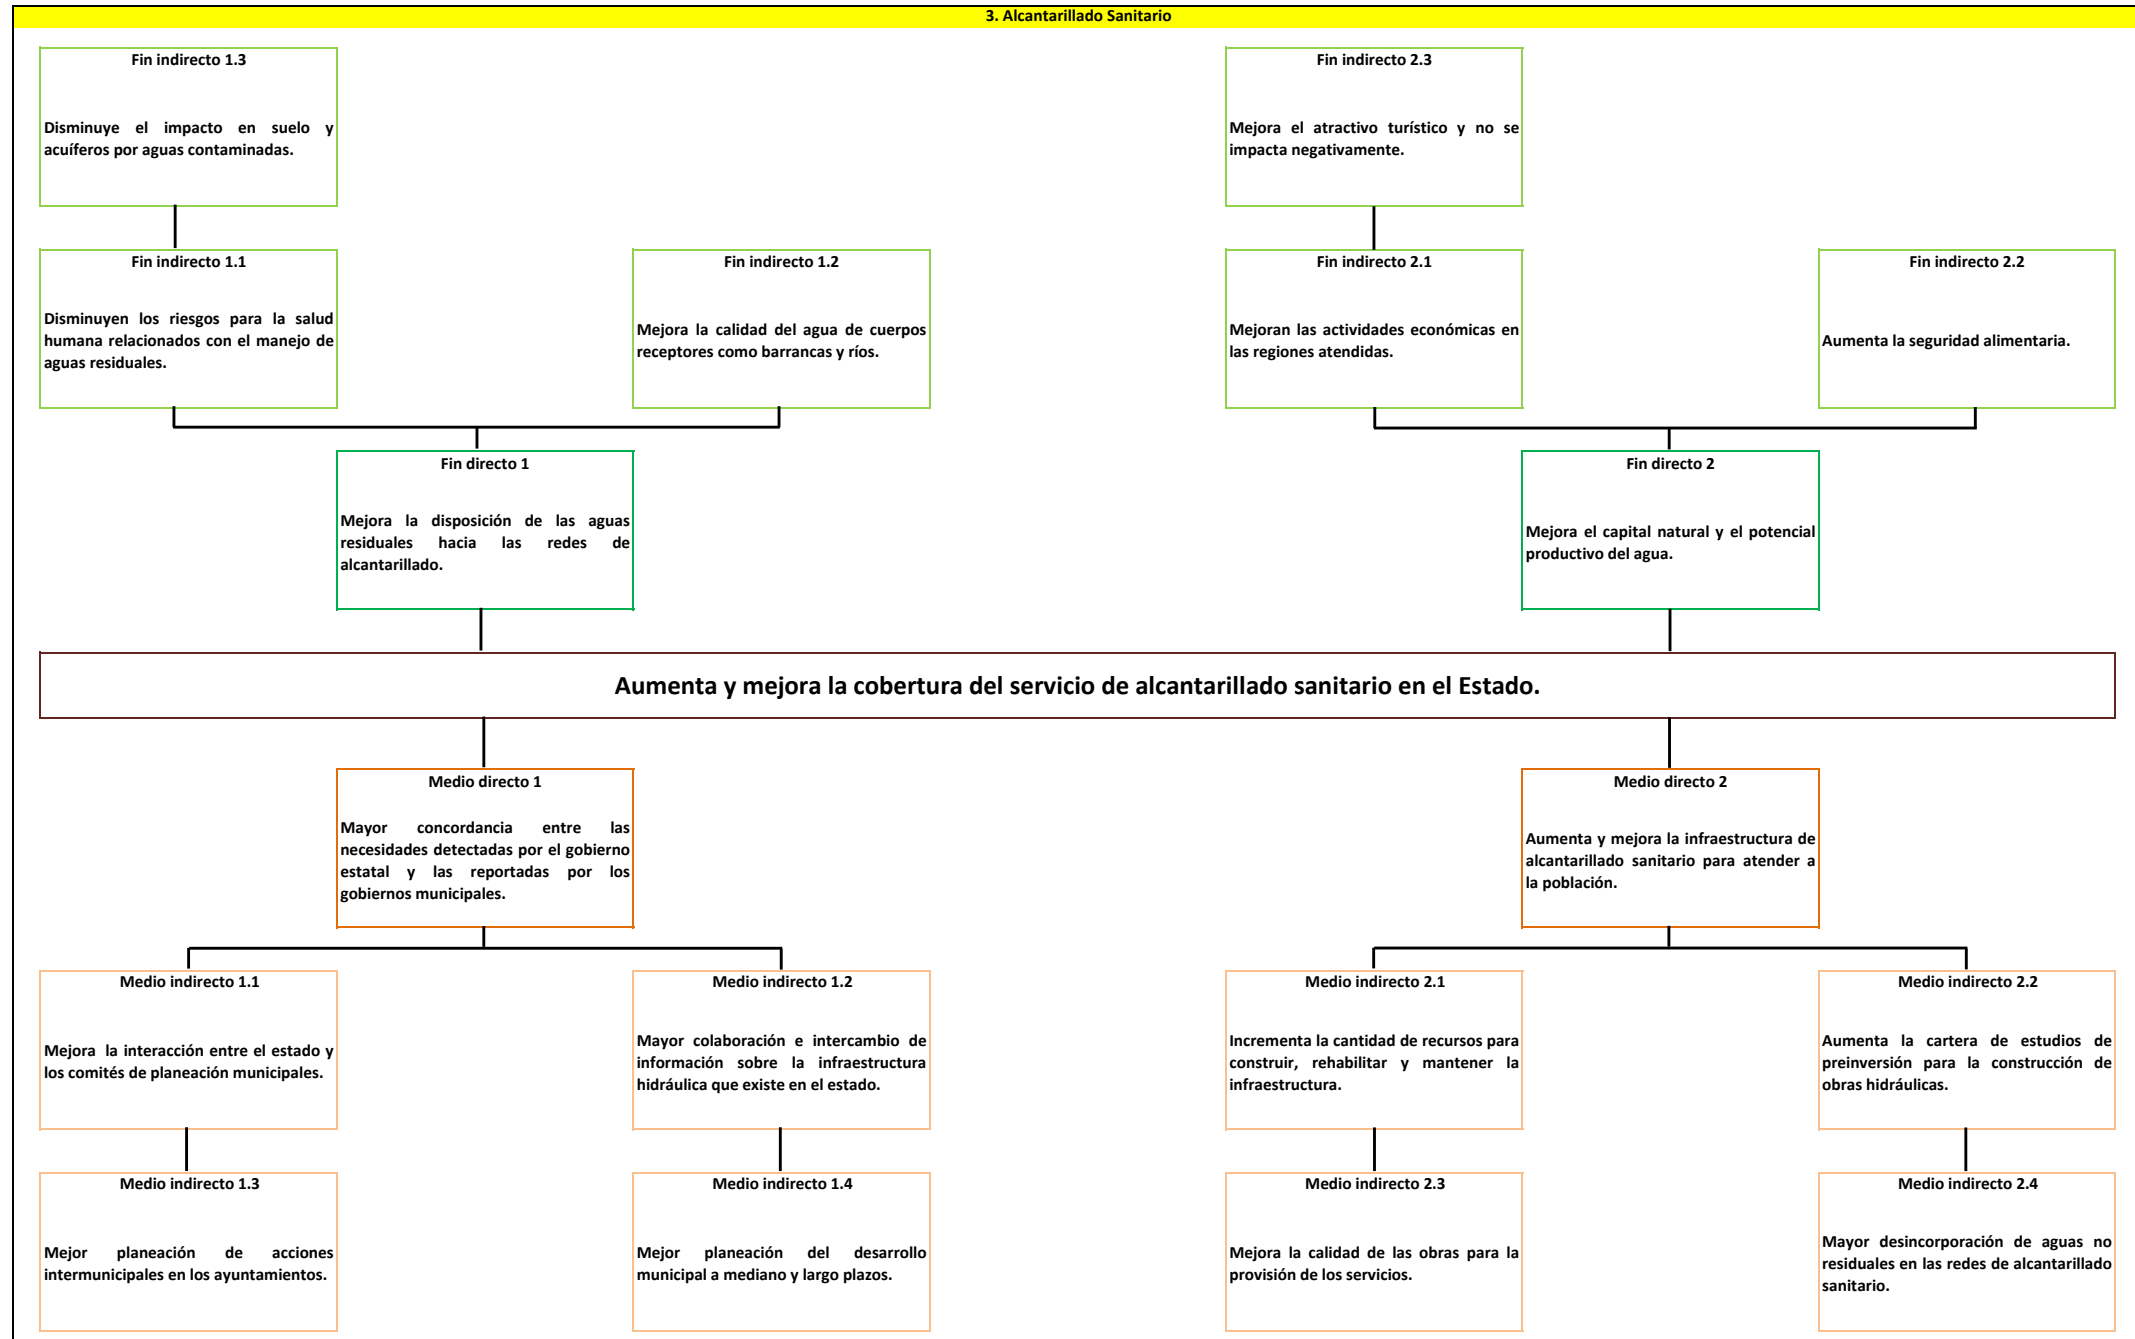 3. Alcantarillado Sanitario
Fin indirecto 1.3
Disminuye el impacto en suelo y
acuíferos por aguas contaminadas.
Fin indirecto 2.3
Mejora el atractivo turístico y no se
impacta negativamente.
Fin indirecto 1.1
Disminuyen los riesgos para la salud
humana relacionados con el manejo de
aguas residuales.
Fin indirecto 1.2
Mejora la calidad del agua de cuerpos
receptores como barrancas y ríos.
Fin indirecto 2.1
Mejoran las actividades económicas en
las regiones atendidas.
Fin indirecto 2.2
Aumenta la seguridad alimentaria.
Fin directo 1
Mejora la disposición de las aguas
residuales hacia las redes de
alcantarillado.
Fin directo 2
Mejora el capital natural y el potencial
productivo del agua.
Aumenta y mejora la cobertura del servicio de alcantarillado sanitario en el Estado.
Medio directo 1
Mayor concordancia entre las
necesidades detectadas por el gobierno
estatal y las reportadas por los
gobiernos municipales.
Medio directo 2
Aumenta y mejora la infraestructura de
alcantarillado sanitario para atender a
la población.
Medio indirecto 1.1
Mejora la interacción entre el estado y
los comités de planeación municipales.
Medio indirecto 1.2
Mayor colaboración e intercambio de
información sobre la infraestructura
hidráulica que existe en el estado.
Medio indirecto 2.1
Incrementa la cantidad de recursos para
construir, rehabilitar y mantener la
infraestructura.
Medio indirecto 2.2
Aumenta la cartera de estudios de
preinversión para la construcción de
obras hidráulicas.
Medio indirecto 1.3
Mejor planeación de acciones
intermunicipales en los ayuntamientos.
Medio indirecto 1.4
Mejor planeación del desarrollo
municipal a mediano y largo plazos.
Medio indirecto 2.3
Mejora la calidad de las obras para la
provisión de los servicios.
Medio indirecto 2.4
Mayor desincorporación de aguas no
residuales en las redes de alcantarillado
sanitario.